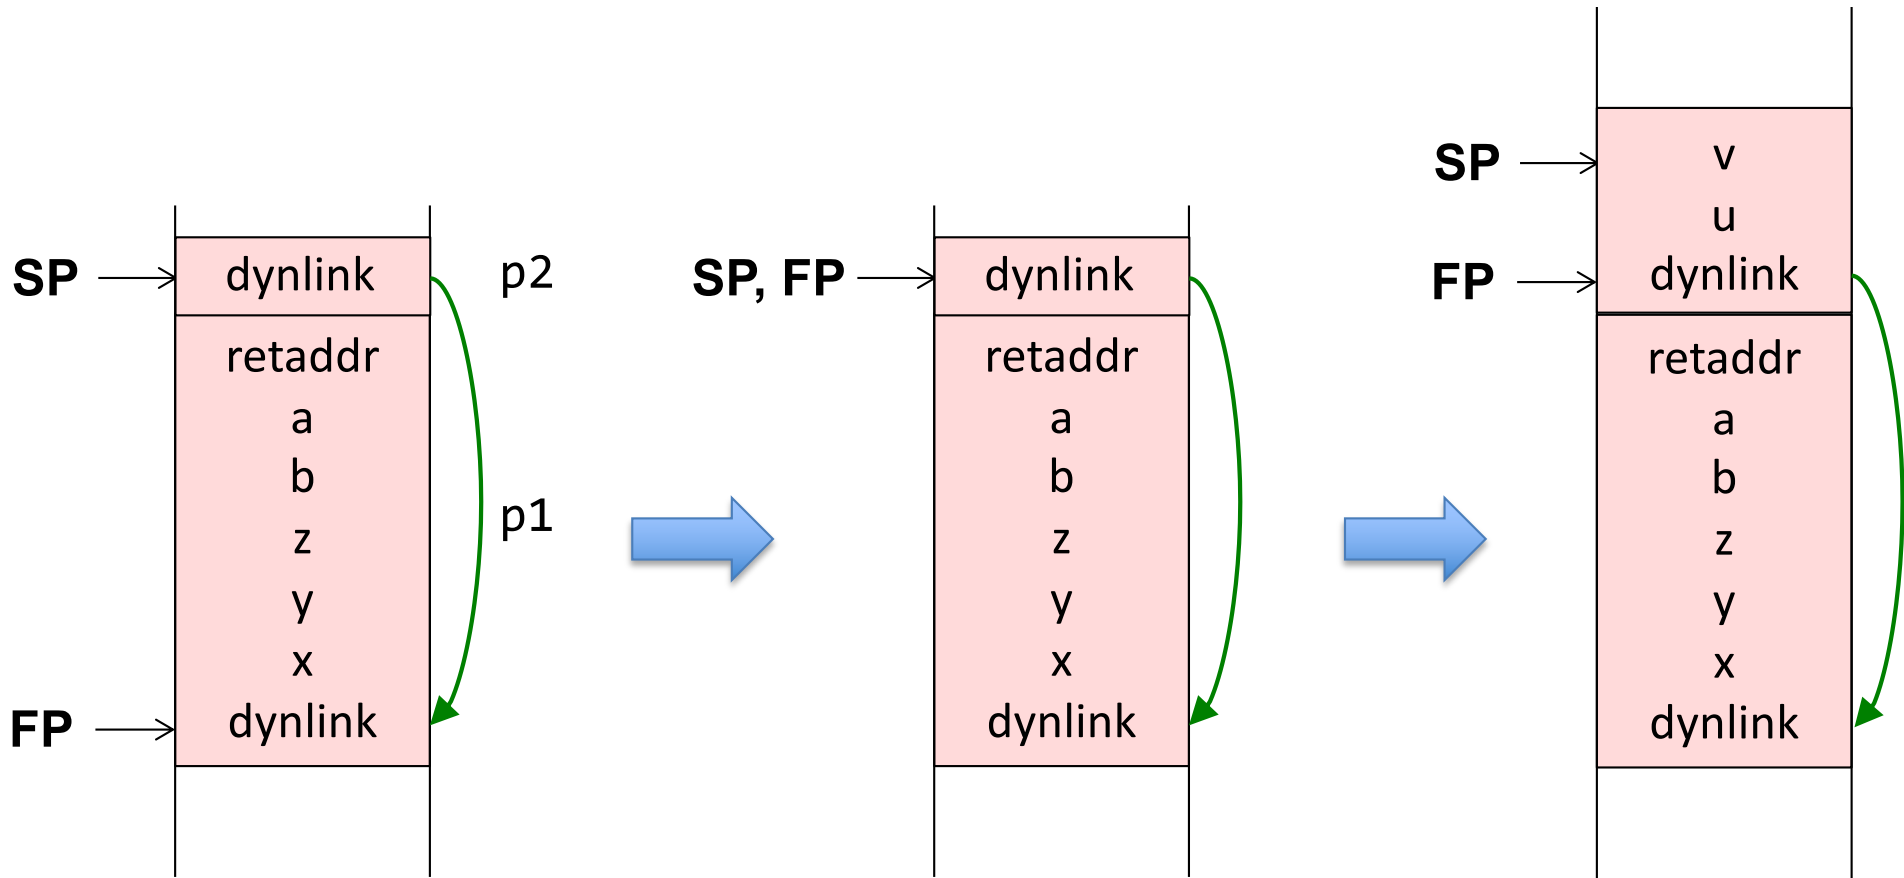 SP
dynlink
p2
retaddr
a
b
z
p1
y
x
FP
dynlink
SP, FP
dynlink
retaddr
a
b
z
y
x
dynlink
SP
v
u
FP
dynlink
retaddr
a
b
z
y
x
dynlink